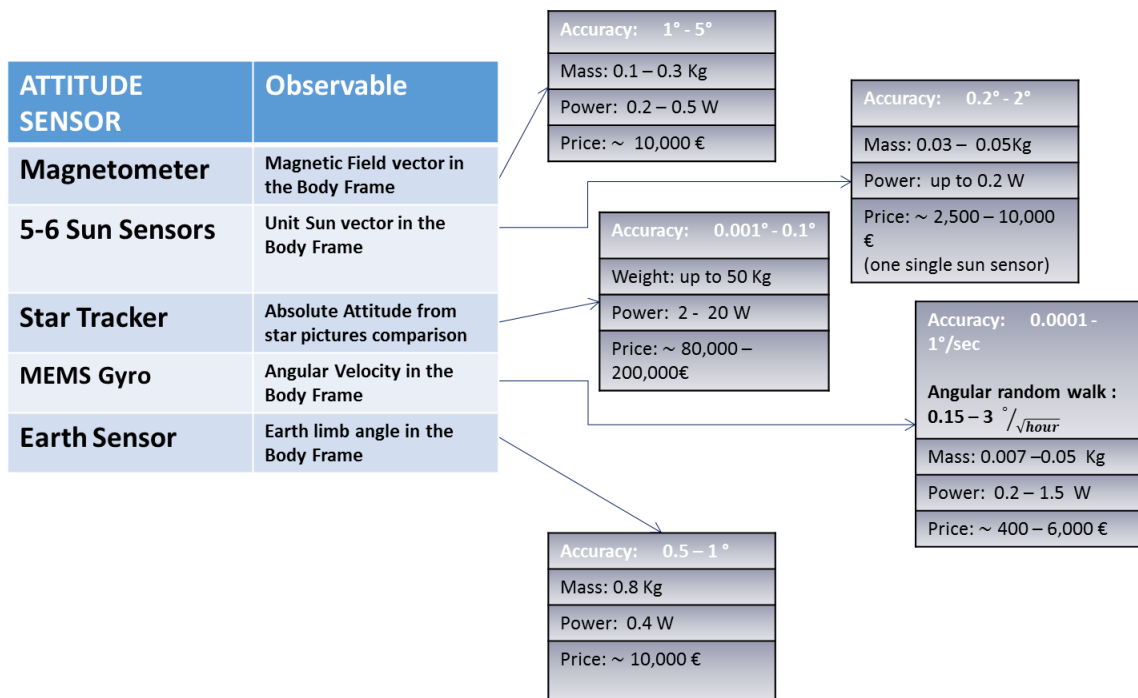 ATTITUDE
SENSOR
Observable
Magnetometer
Magnetic Field vector in
the Body Frame
5-6 Sun Sensors
Unit Sun vector in the
Body Frame
Star Tracker
Absolute Attitude from
star pictures comparison
MEMS Gyro
Angular Velocity in the
Body Frame
Earth Sensor
Earth limb angle in the
Body Frame
Accuracy: 1° - 5°
Mass: 0.1 – 0.3 Kg
Power: 0.2 – 0.5 W
Price: ~ 10,000 €
Accuracy: 0.2° - 2°
Mass: 0.03 – 0.05Kg
Power: up to 0.2 W
Price: ~ 2,500 – 10,000
€
(one single sun sensor)
Accuracy: 0.001° - 0.1°
Weight: up to 50 Kg
Power: 2 - 20 W
Price: ~ 80,000 –
200,000€
Accuracy: 0.0001 -
1°/sec
Angular random walk :
0.15 – 3 °/√hour
Mass: 0.007 –0.05 Kg
Power: 0.2 – 1.5 W
Price: ~ 400 – 6,000 €
Accuracy: 0.5 – 1 °
Mass: 0.8 Kg
Power: 0.4 W
Price: ~ 10,000 €